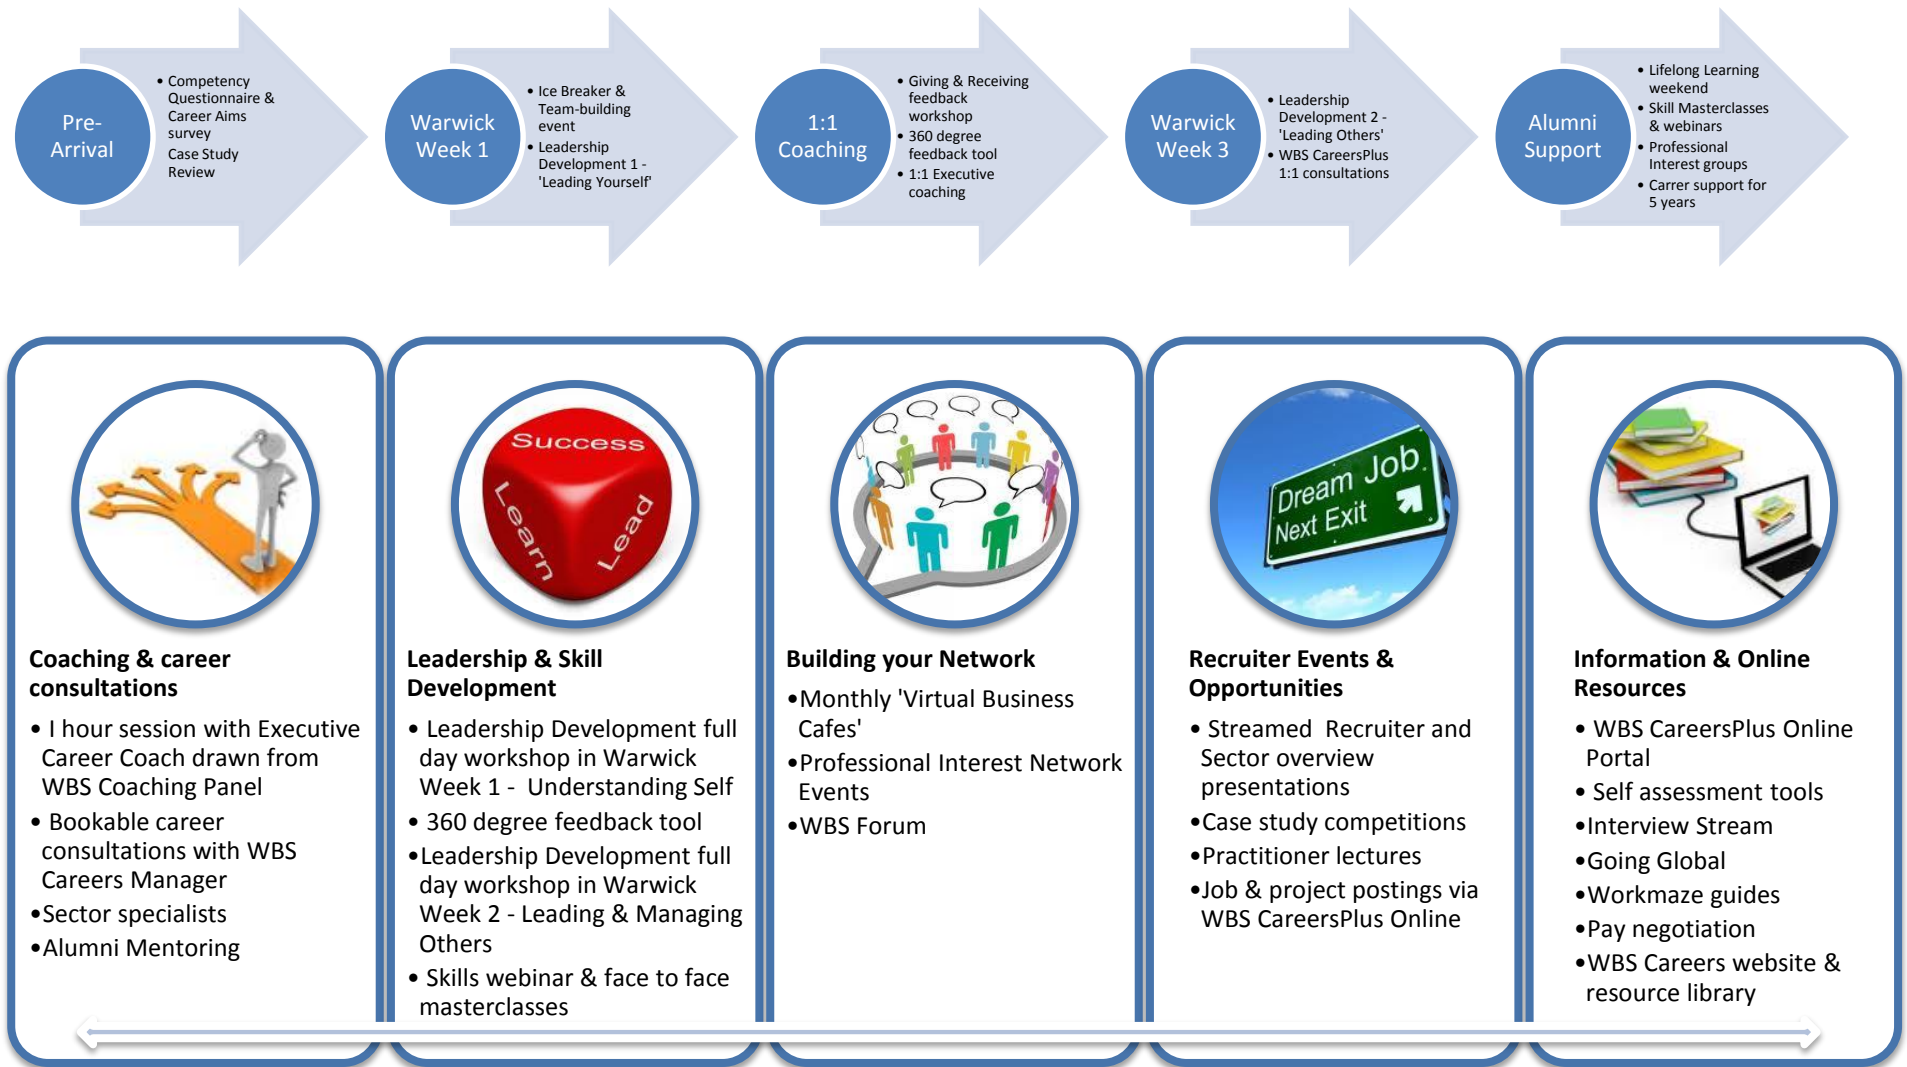 Pre-
Arrival
• Competency
Questionnaire &
Career Aims
survey
Case Study
Review
Warwick
Week 1
• Ice Breaker &
Team-building
event
• Leadership
Development 1 -
'Leading Yourself'
1:1
Coaching
• Giving & Receiving
feedback
workshop
• 360 degree
feedback tool
• 1:1 Executive
coaching
Warwick
Week 3
• Leadership
Development 2 -
'Leading Others'
• WBS CareersPlus
1:1 consultations
Alumni
Support
• Lifelong Learning
weekend
• Skill Masterclasses
& webinars
• Professional
Interest groups
• Carrer support for
5 years
Coaching & career
consultations
• I hour session with Executive
Career Coach drawn from
WBS Coaching Panel
• Bookable career
consultations with WBS
Careers Manager
•Sector specialists
•Alumni Mentoring
Success
Learn
Lead
Leadership & Skill
Development
• Leadership Development full
day workshop in Warwick
Week 1 - Understanding Self
• 360 degree feedback tool
•Leadership Development full
day workshop in Warwick
Week 2 - Leading & Managing
Others
• Skills webinar & face to face
masterclasses
Building your Network
•Monthly 'Virtual Business
Cafes'
•Professional Interest Network
Events
•WBS Forum
Dream Job
Next Exit
Recruiter Events &
Opportunities
• Streamed Recruiter and
Sector overview
presentations
•Case study competitions
•Practitioner lectures
•Job & project postings via
WBS CareersPlus Online
Information & Online
Resources
• WBS CareersPlus Online
Portal
• Self assessment tools
•Interview Stream
•Going Global
•Workmaze guides
•Pay negotiation
•WBS Careers website &
resource library